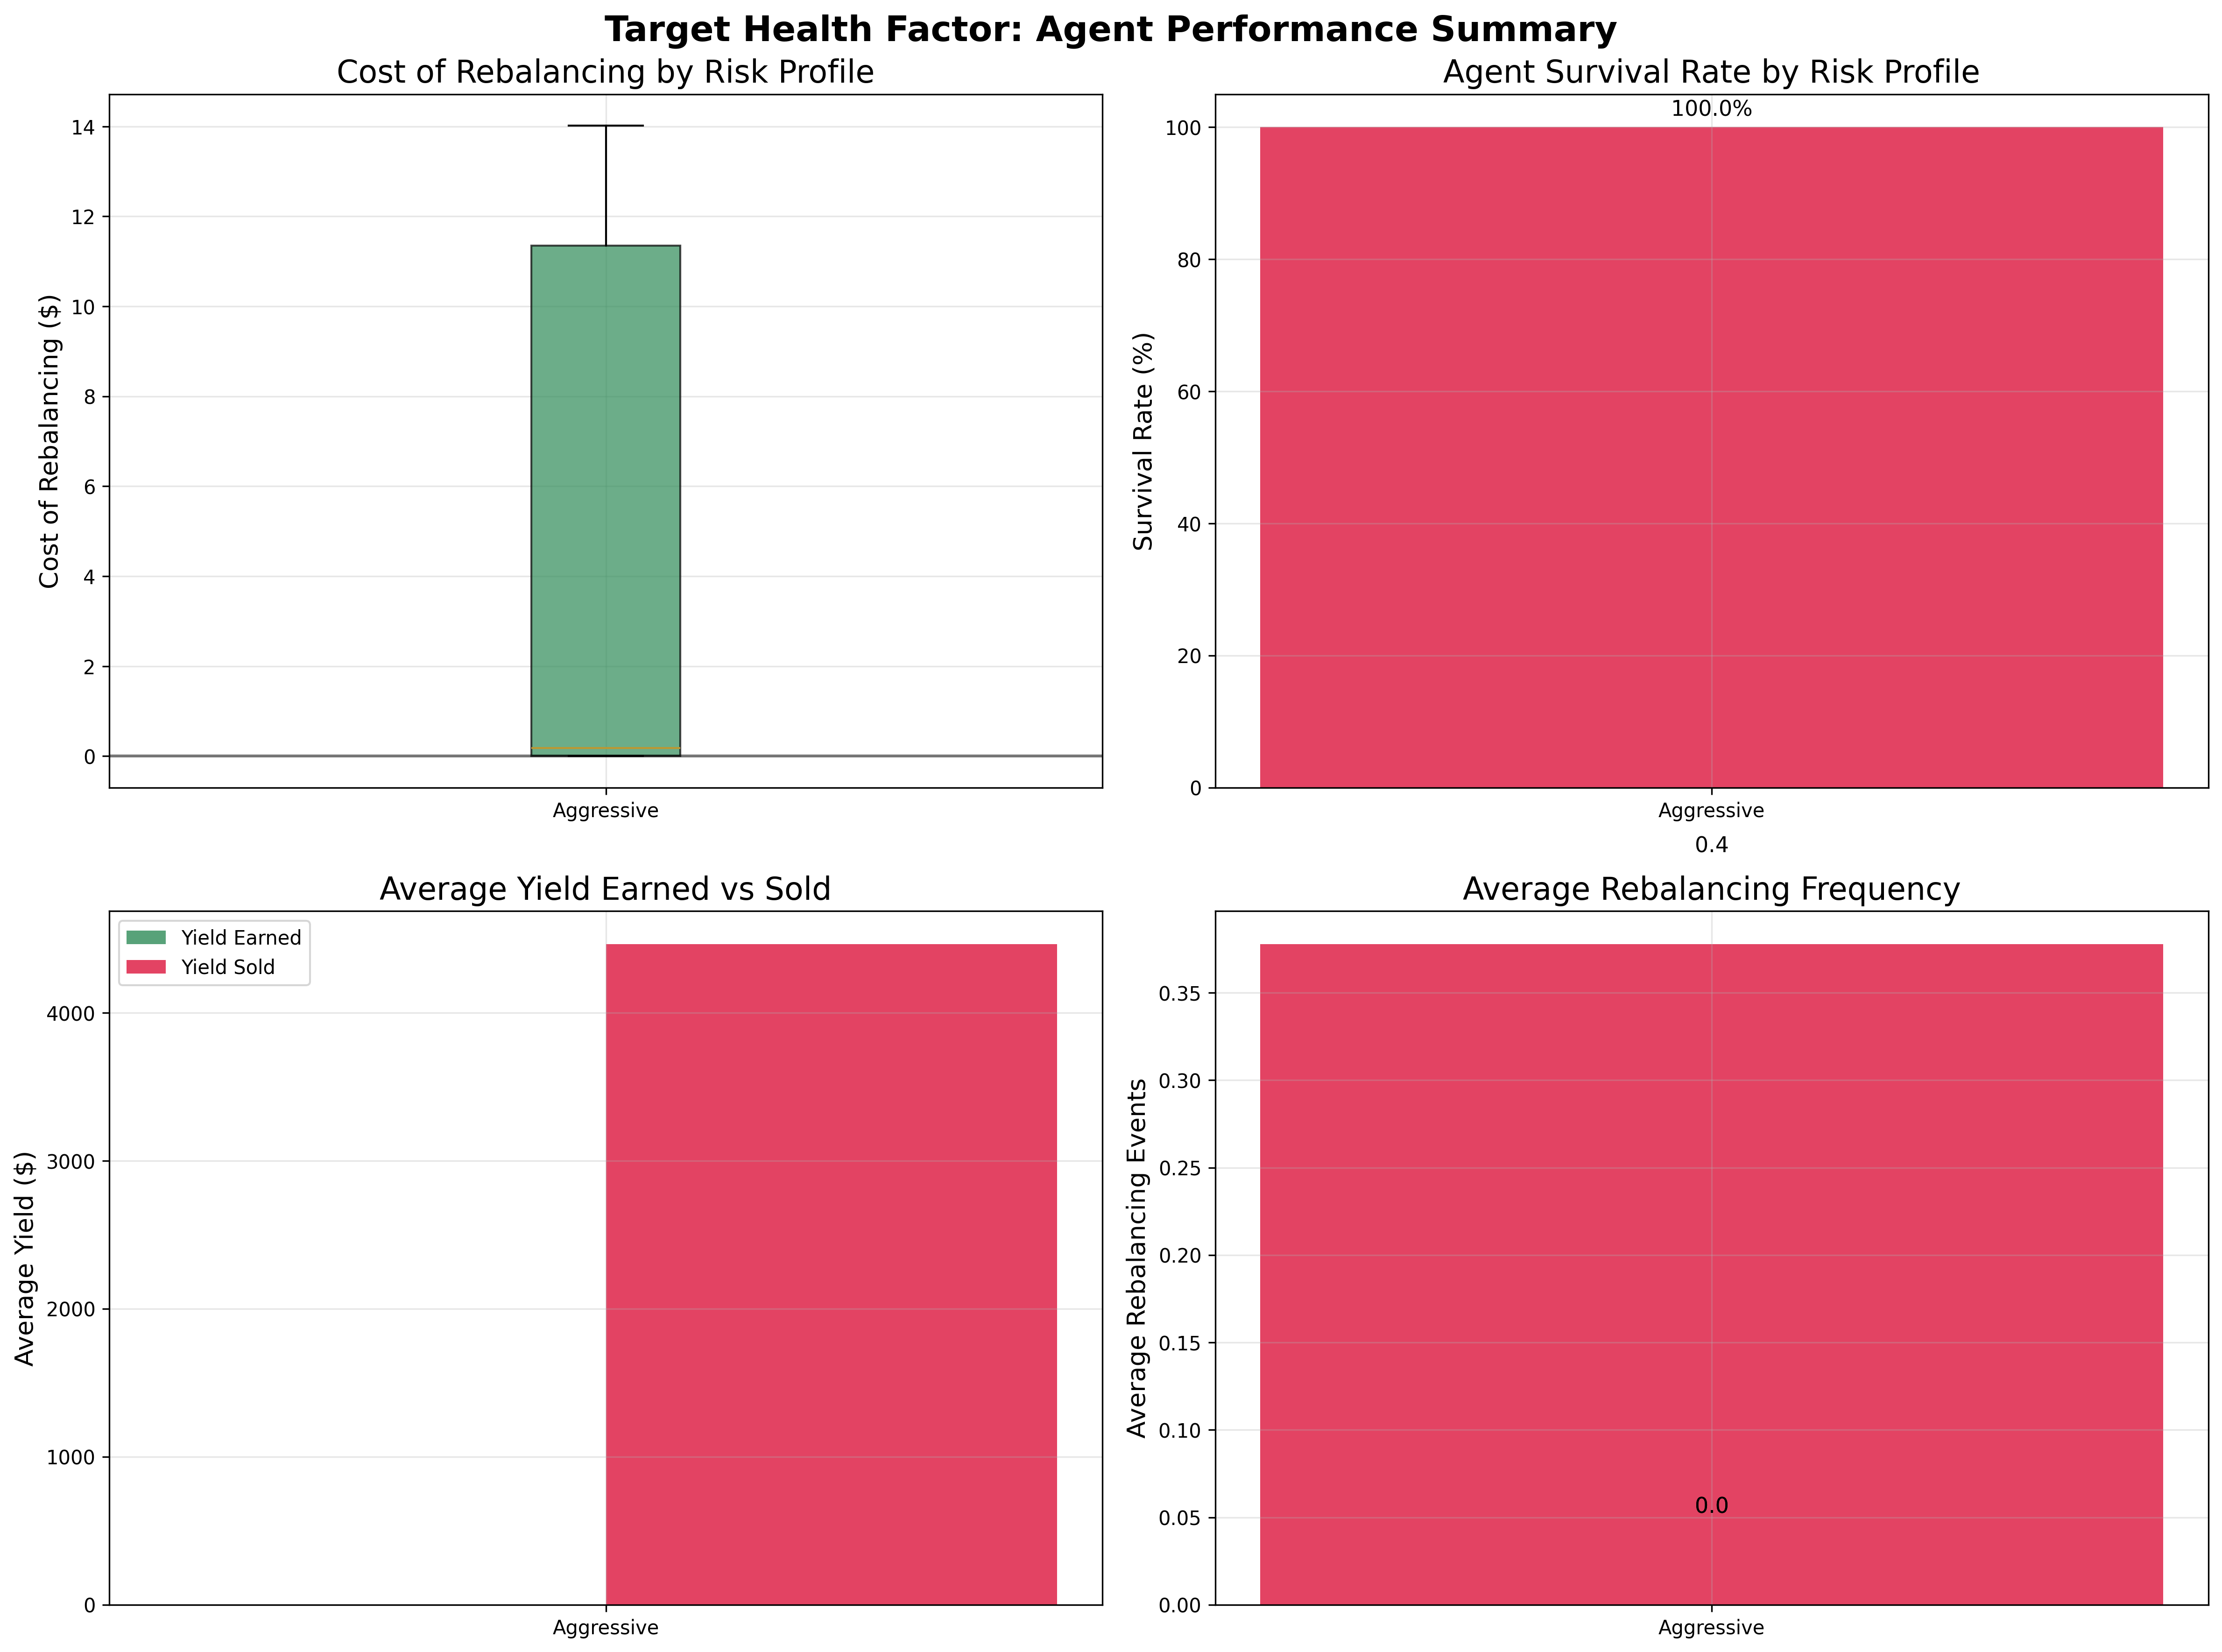 Target Health Factor: Agent Performance Summary
Cost of Rebalancing by Risk Profile
Cost of Rebalancing ($)
14
12
10
8
6
4
2
0
Aggressive
Agent Survival Rate by Risk Profile
Survival Rate (%)
100.0%
100
80
60
40
20
0
Aggressive
Average Yield Earned vs Sold
Average Yield ($)
Yield Earned
Yield Sold
4000
3000
2000
1000
0
Aggressive
0.4
Average Rebalancing Frequency
Average Rebalancing Events
0.35
0.30
0.25
0.20
0.15
0.10
0.0
0.05
0.00
Aggressive